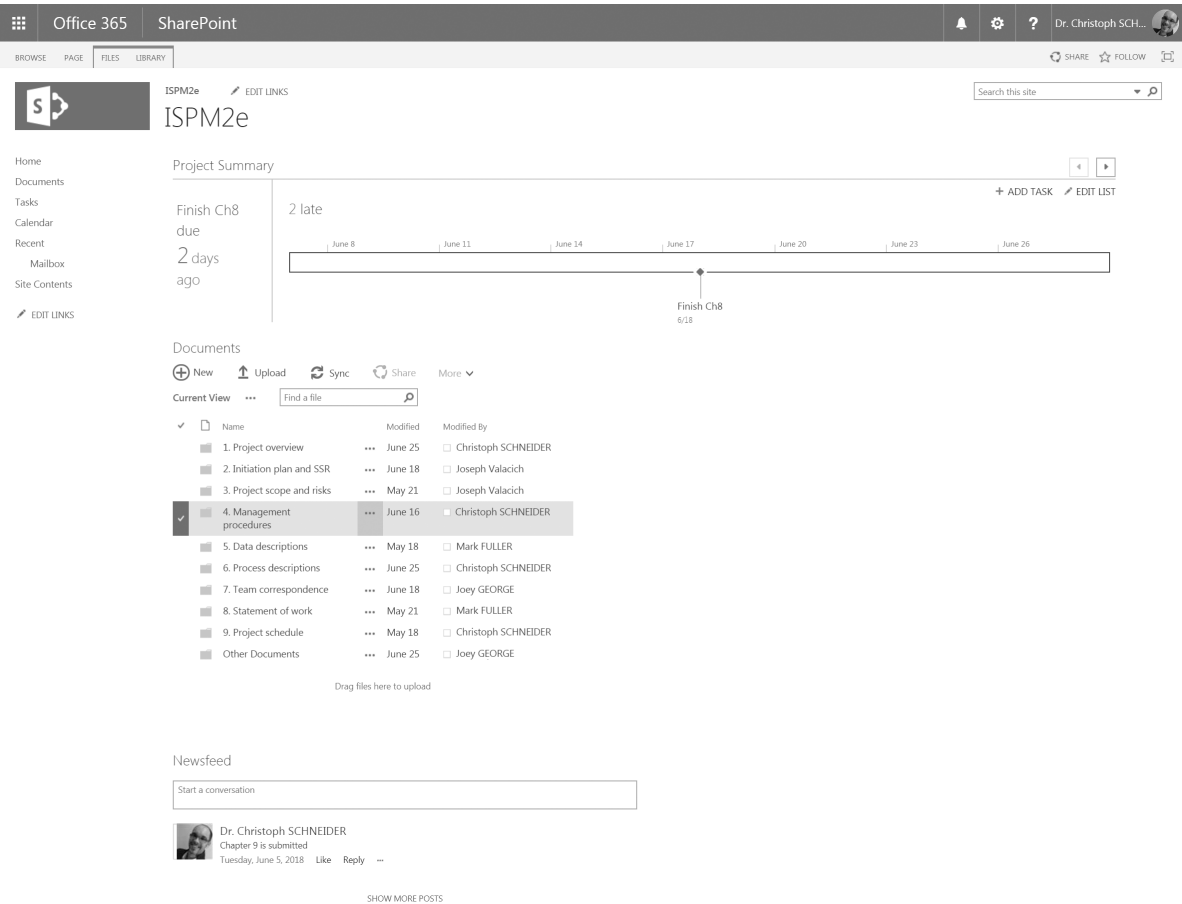 Office 365 SharePoint ? Dr. Christoph SCH...
BROWSE PAGE FILES LIBRARY SHARE FOLLOW
S
ISPM2e EDIT LINKS
Search this site
ISPM2e
Home
Documents
Tasks
Calendar
Recent
Mailbox
Site Contents
EDIT LINKS
Project Summary
+ ADD TASK EDIT LIST
Finish Ch8
due
2 days
ago
2 late
June 8 June 11 June 14 June 17 June 20 June 23 June 26
Finish Ch8
6/18
Documents
New Upload Sync Share More
Current View ••• Find a file
Name Modified Modified By
1. Project overview ••• June 25 Christoph SCHNEIDER
2. Initiation plan and SSR ••• June 18 Joseph Valacich
3. Project scope and risks ••• May 21 Joseph Valacich
4. Management ••• June 16 Christoph SCHNEIDER
procedures
5. Data descriptions ••• May 18 Mark FULLER
6. Process descriptions ••• June 25 Christoph SCHNEIDER
7. Team correspondence ••• June 18 Joey GEORGE
8. Statement of work ••• May 21 Mark FULLER
9. Project schedule ••• May 18 Christoph SCHNEIDER
Other Documents ••• June 25 Joey GEORGE
Drag files here to upload
Newsfeed
Start a conversation
Dr. Christoph SCHNEIDER
Chapter 9 is submitted
Tuesday, June 5, 2018 Like Reply •••
SHOW MORE POSTS